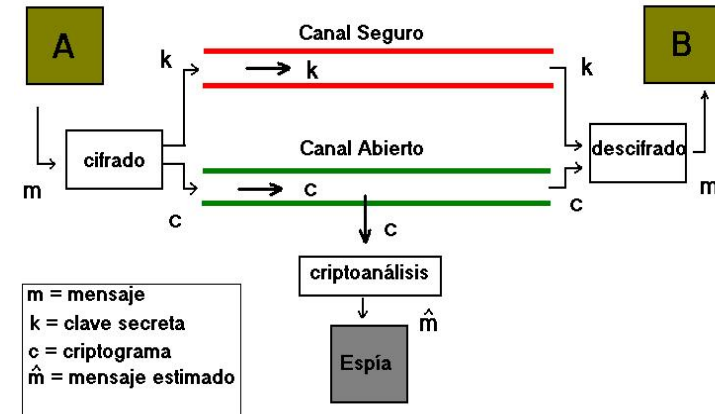 A
Canal Seguro
B
k
k
k
cifrado
Canal Abierto
descifrado
m
c
c
c
m
c
criptoanálisis
m̂
Espía
m = mensaje
k = clave secreta
c = criptograma
m̂ = mensaje estimado